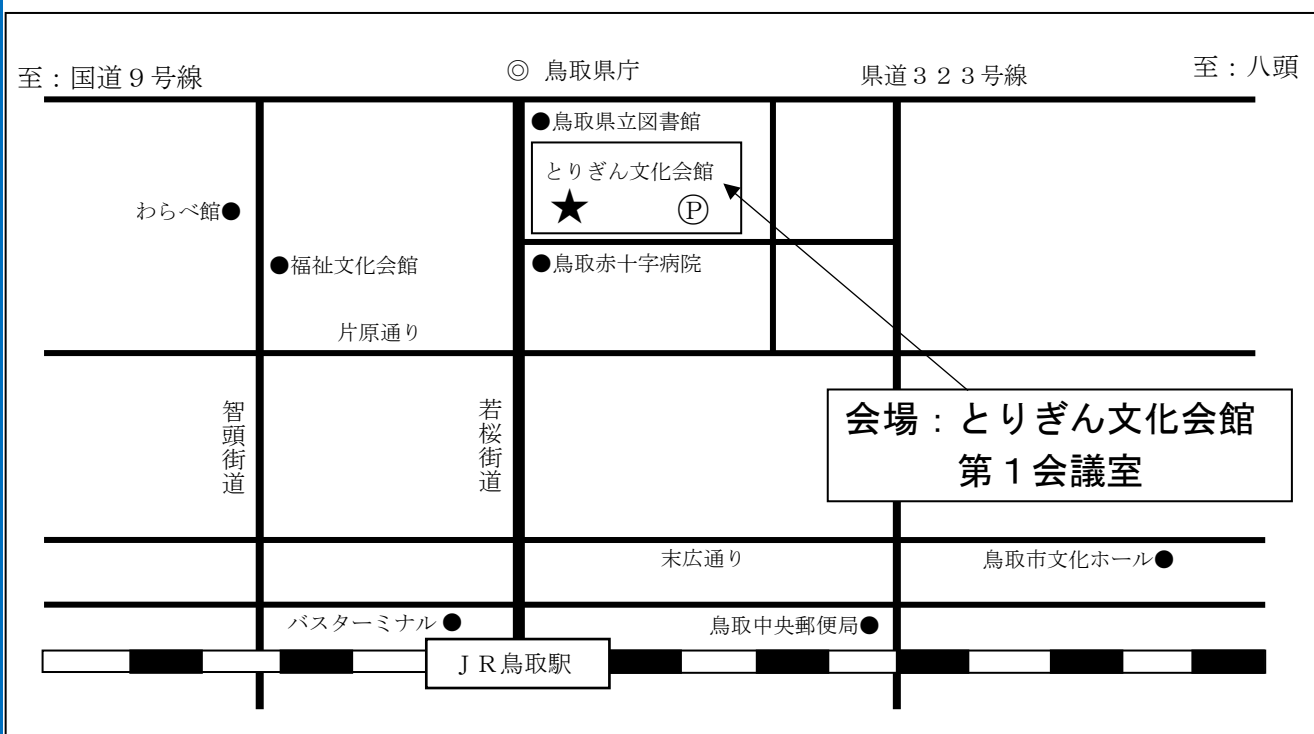 至：国道９号線
◎ 鳥取県庁
県道３２３号線
至：八頭
●鳥取県立図書館
とりぎん文化会館
★ Ⓟ
わらべ館●
●福祉文化会館
●鳥取赤十字病院
片原通り
智頭街道
若桜街道
会場：とりぎん文化会館
第１会議室
末広通り
鳥取市文化ホール●
バスターミナル●
鳥取中央郵便局●
ＪＲ鳥取駅